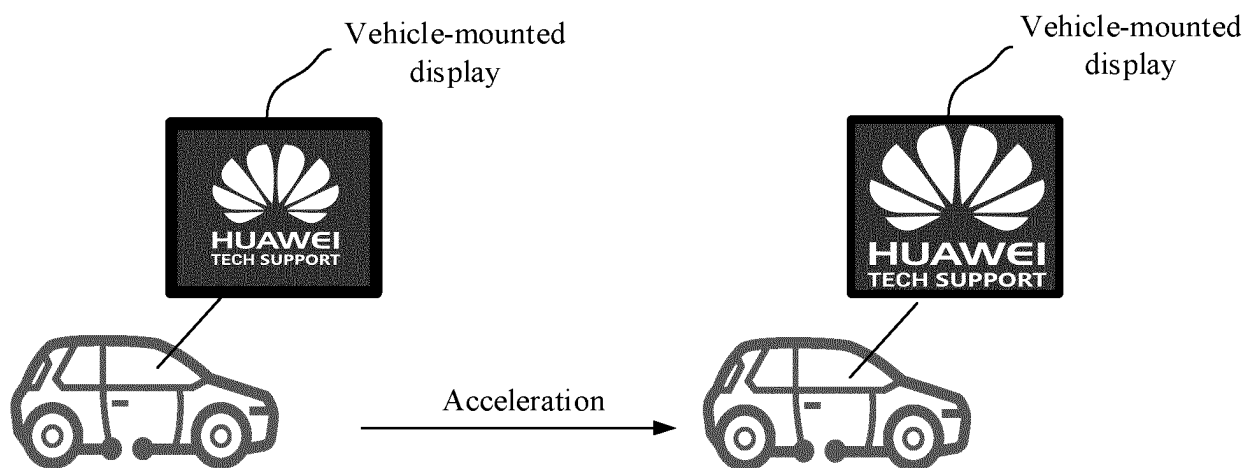 Vehicle-mounted
display
HUAWEI
TECH SUPPORT
Vehicle-mounted
display
HUAWEI
TECH SUPPORT
Acceleration